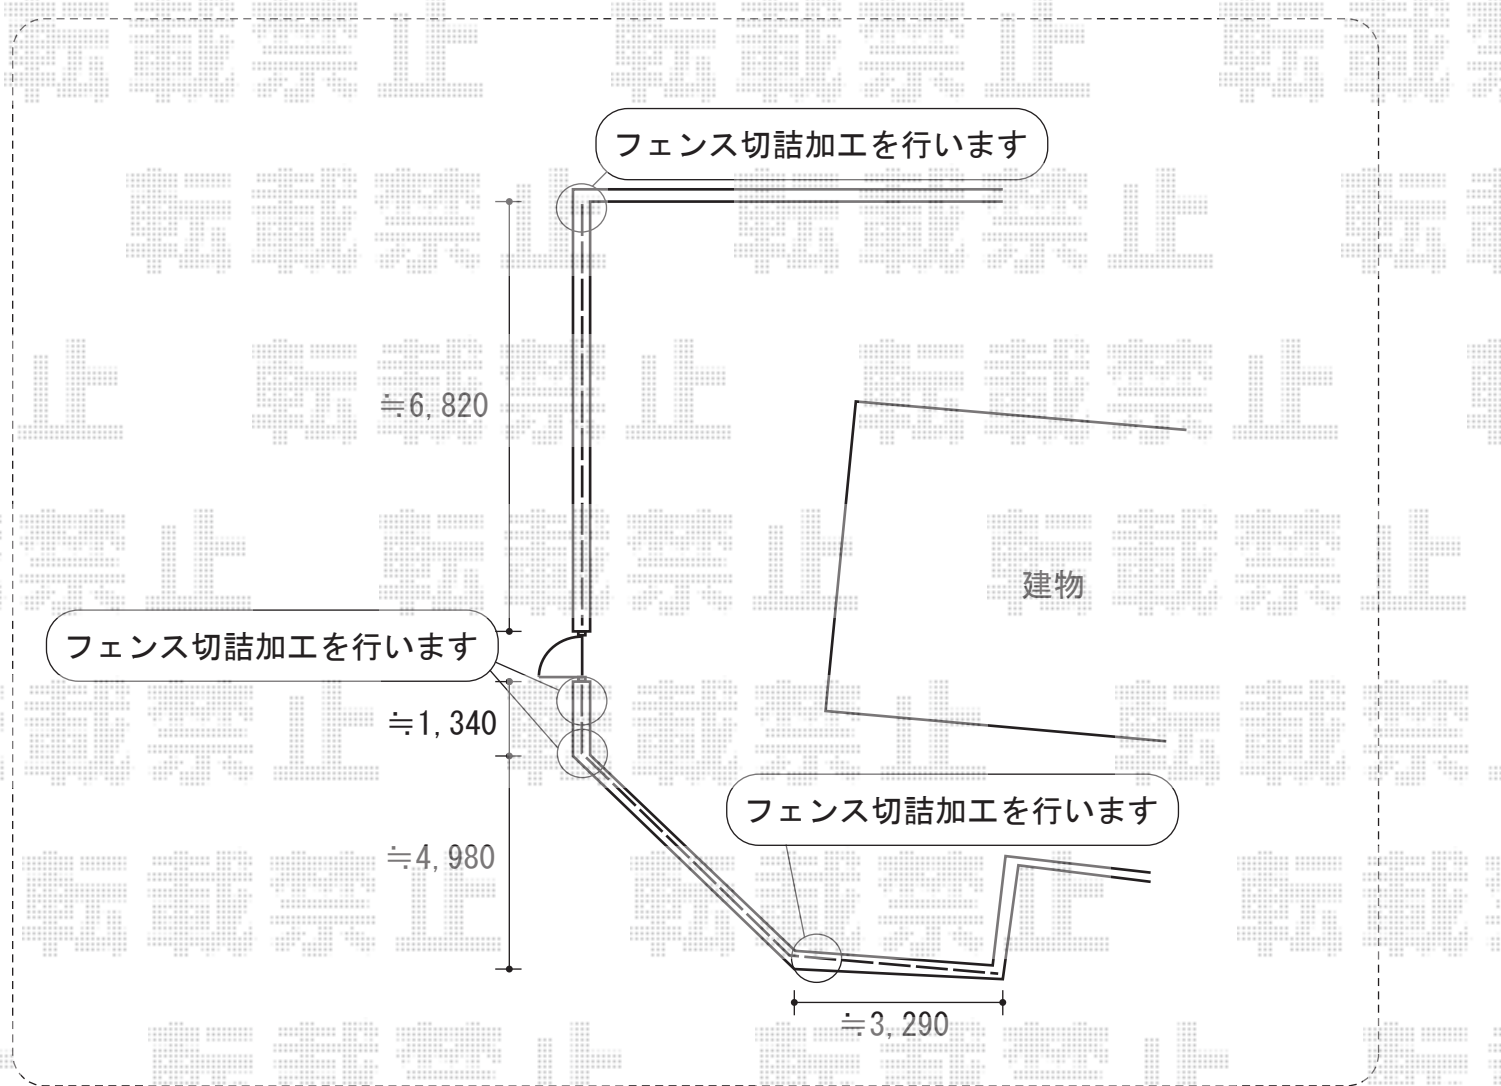 フェンス切詰加工を行います
≒6,820
建物
フェンス切詰加工を行います
≒1,340
フェンス切詰加工を行います
≒4,980
≒3,290
転載禁止